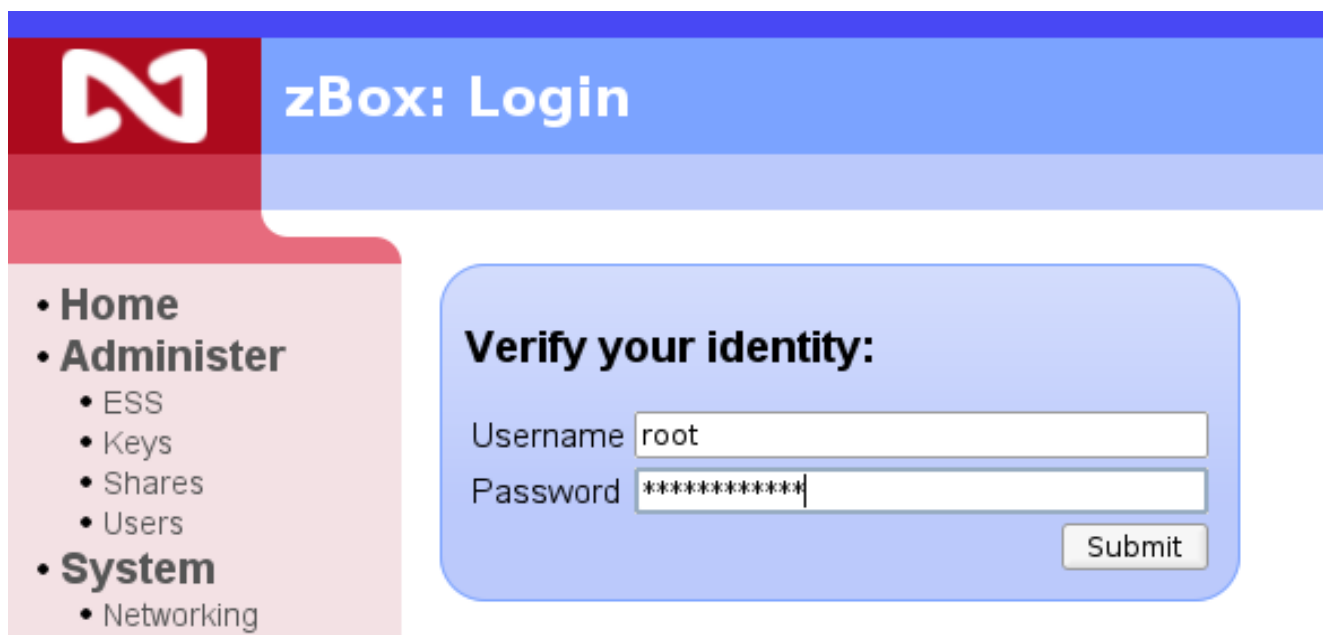 zBox: Login
• Home
• Administer
• ESS
• Keys
• Shares
• Users
• System
• Networking
Verify your identity:
Username root
Password ************
Submit